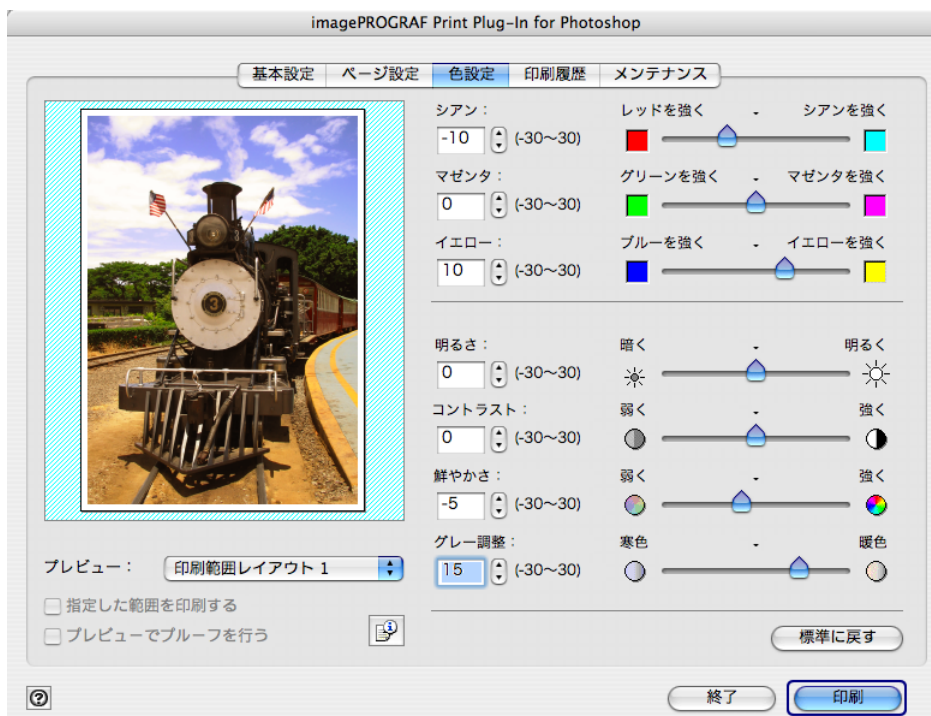 imagePROGRAF Print Plug-In for Photoshop
基本設定 ページ設定 色設定 印刷履歴 メンテナンス
シアン： レッドを強く - シアンを強く
-10 (-30～30)
マゼンタ： グリーンを強く - マゼンタを強く
0 (-30～30)
イエロー： ブルーを強く - イエローを強く
10 (-30～30)
明るさ： 暗く - 明るく
0 (-30～30)
コントラスト： 弱く - 強く
0 (-30～30)
鮮やかさ： 弱く - 強く
-5 (-30～30)
グレー調整： 寒色 - 暖色
15 (-30～30)
3
プレビュー： 印刷範囲レイアウト 1
指定した範囲を印刷する
プレビューでプルーフを行う
標準に戻す
? 終了 印刷